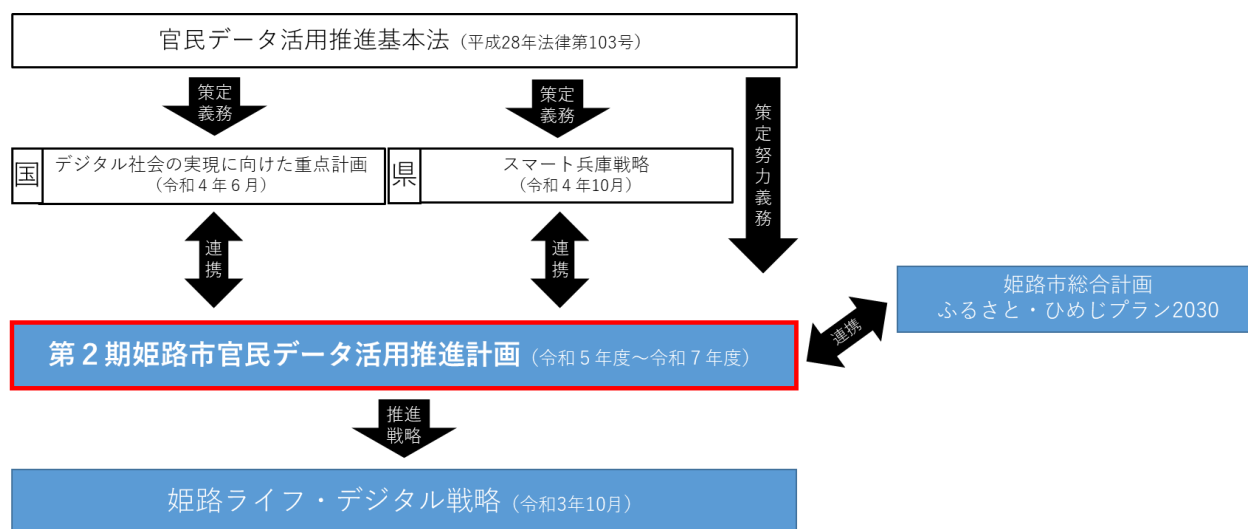 官民データ活用推進基本法（平成28年法律第103号）
策定
義務
策定
義務
策定努力義務
国
デジタル社会の実現に向けた重点計画
（令和４年６月）
県
スマート兵庫戦略
（令和４年10月）
連携
連携
姫路市総合計画
ふるさと・ひめじプラン2030
連携
第２期姫路市官民データ活用推進計画（令和５年度～令和７年度）
推進
戦略
姫路ライフ・デジタル戦略（令和3年10月）